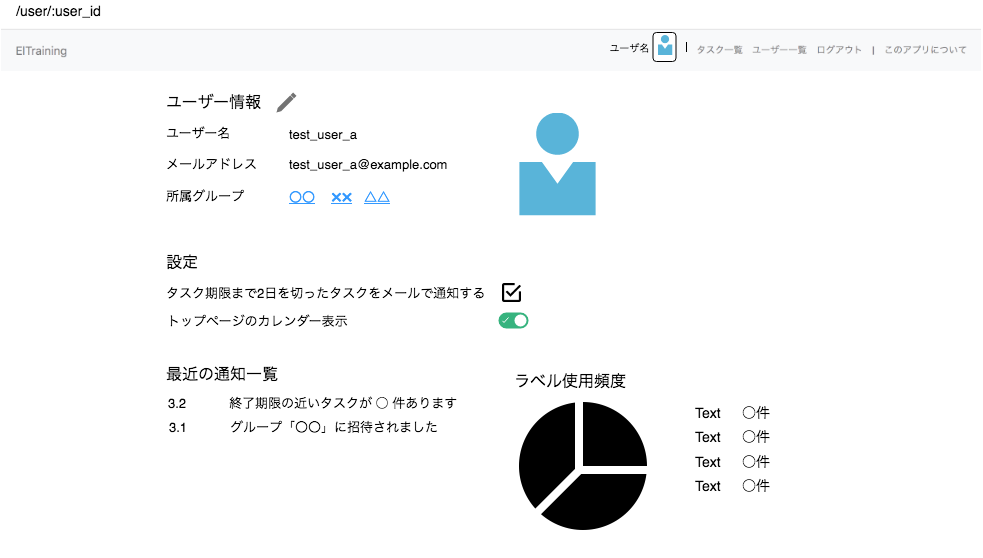 /user/:user_id
ElTraining ユーザ名 | タスク一覧 ユーザー一覧 ログアウト | このアプリについて
ユーザー情報
ユーザー名 test_user_a
メールアドレス test_user_a@example.com
所属グループ 〇〇 ×× △△
設定
タスク期限まで2日を切ったタスクをメールで通知する
トップページのカレンダー表示
最近の通知一覧
3.2 終了期限の近いタスクが 〇 件あります
3.1 グループ「〇〇」に招待されました
ラベル使用頻度
Text 〇件
Text 〇件
Text 〇件
Text 〇件